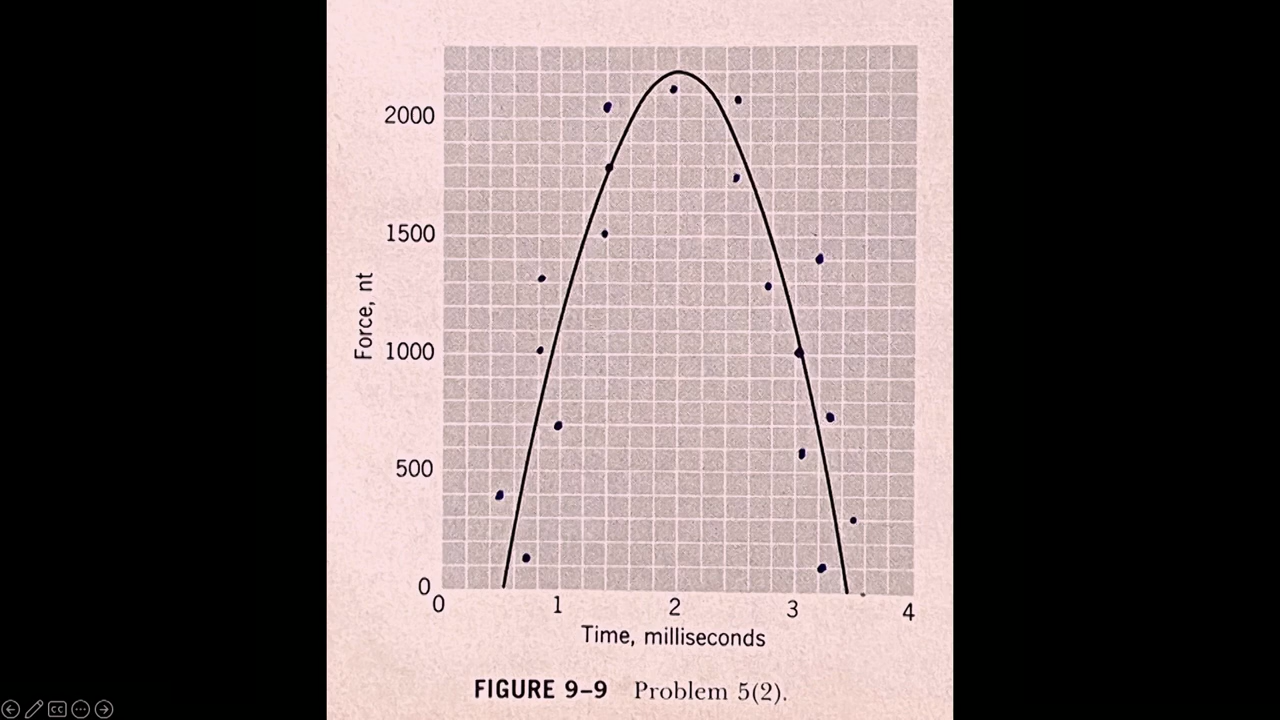 2000
1500
1000
500
0
Force, nt
0 1 2 3 4
Time, milliseconds
FIGURE 9–9 Problem 5(2).
CC